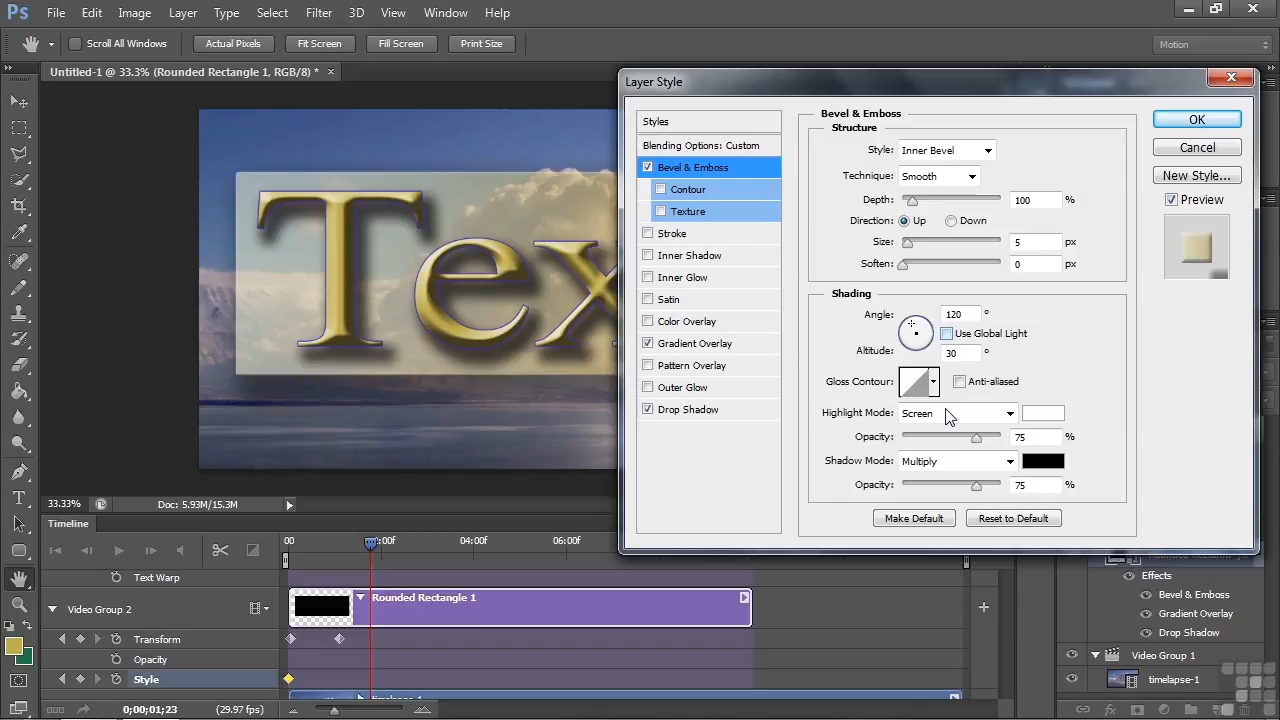 Ps File Edit Image Layer Type Select Filter 3D View Window Help
Scroll All Windows Actual Pixels Fit Screen Fill Screen Print Size Motion
Untitled-1 @ 33.3% (Rounded Rectangle 1, RGB/8) * ×
Tex
Layer Style
Styles
Blending Options: Custom
Bevel & Emboss
Contour
Texture
Stroke
Inner Shadow
Inner Glow
Satin
Color Overlay
Gradient Overlay
Pattern Overlay
Outer Glow
Drop Shadow
Bevel & Emboss
Structure
Style: Inner Bevel
Technique: Smooth
Depth: 100 %
Direction: Up Down
Size: 5 px
Soften: 0 px
Shading
Angle: 120 °
Use Global Light
Altitude: 30 °
Gloss Contour: Anti-aliased
Highlight Mode: Screen
Opacity: 75 %
Shadow Mode: Multiply
Opacity: 75 %
Make Default Reset to Default
OK
Cancel
New Style...
Preview
33.33% Doc: 5.93M/15.3M
Timeline
00 :00f 04:00f 06:00f
Text Warp
Video Group 2 Rounded Rectangle 1
Transform
Opacity
Style
timelapse-1
0;00;01;23 (29.97 fps)
Effects
Bevel & Emboss
Gradient Overlay
Drop Shadow
Video Group 1
timelapse-1